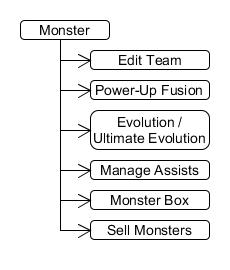 Monster
Edit Team
Power-Up Fusion
Evolution /
Ultimate Evolution
Manage Assists
Monster Box
Sell Monsters